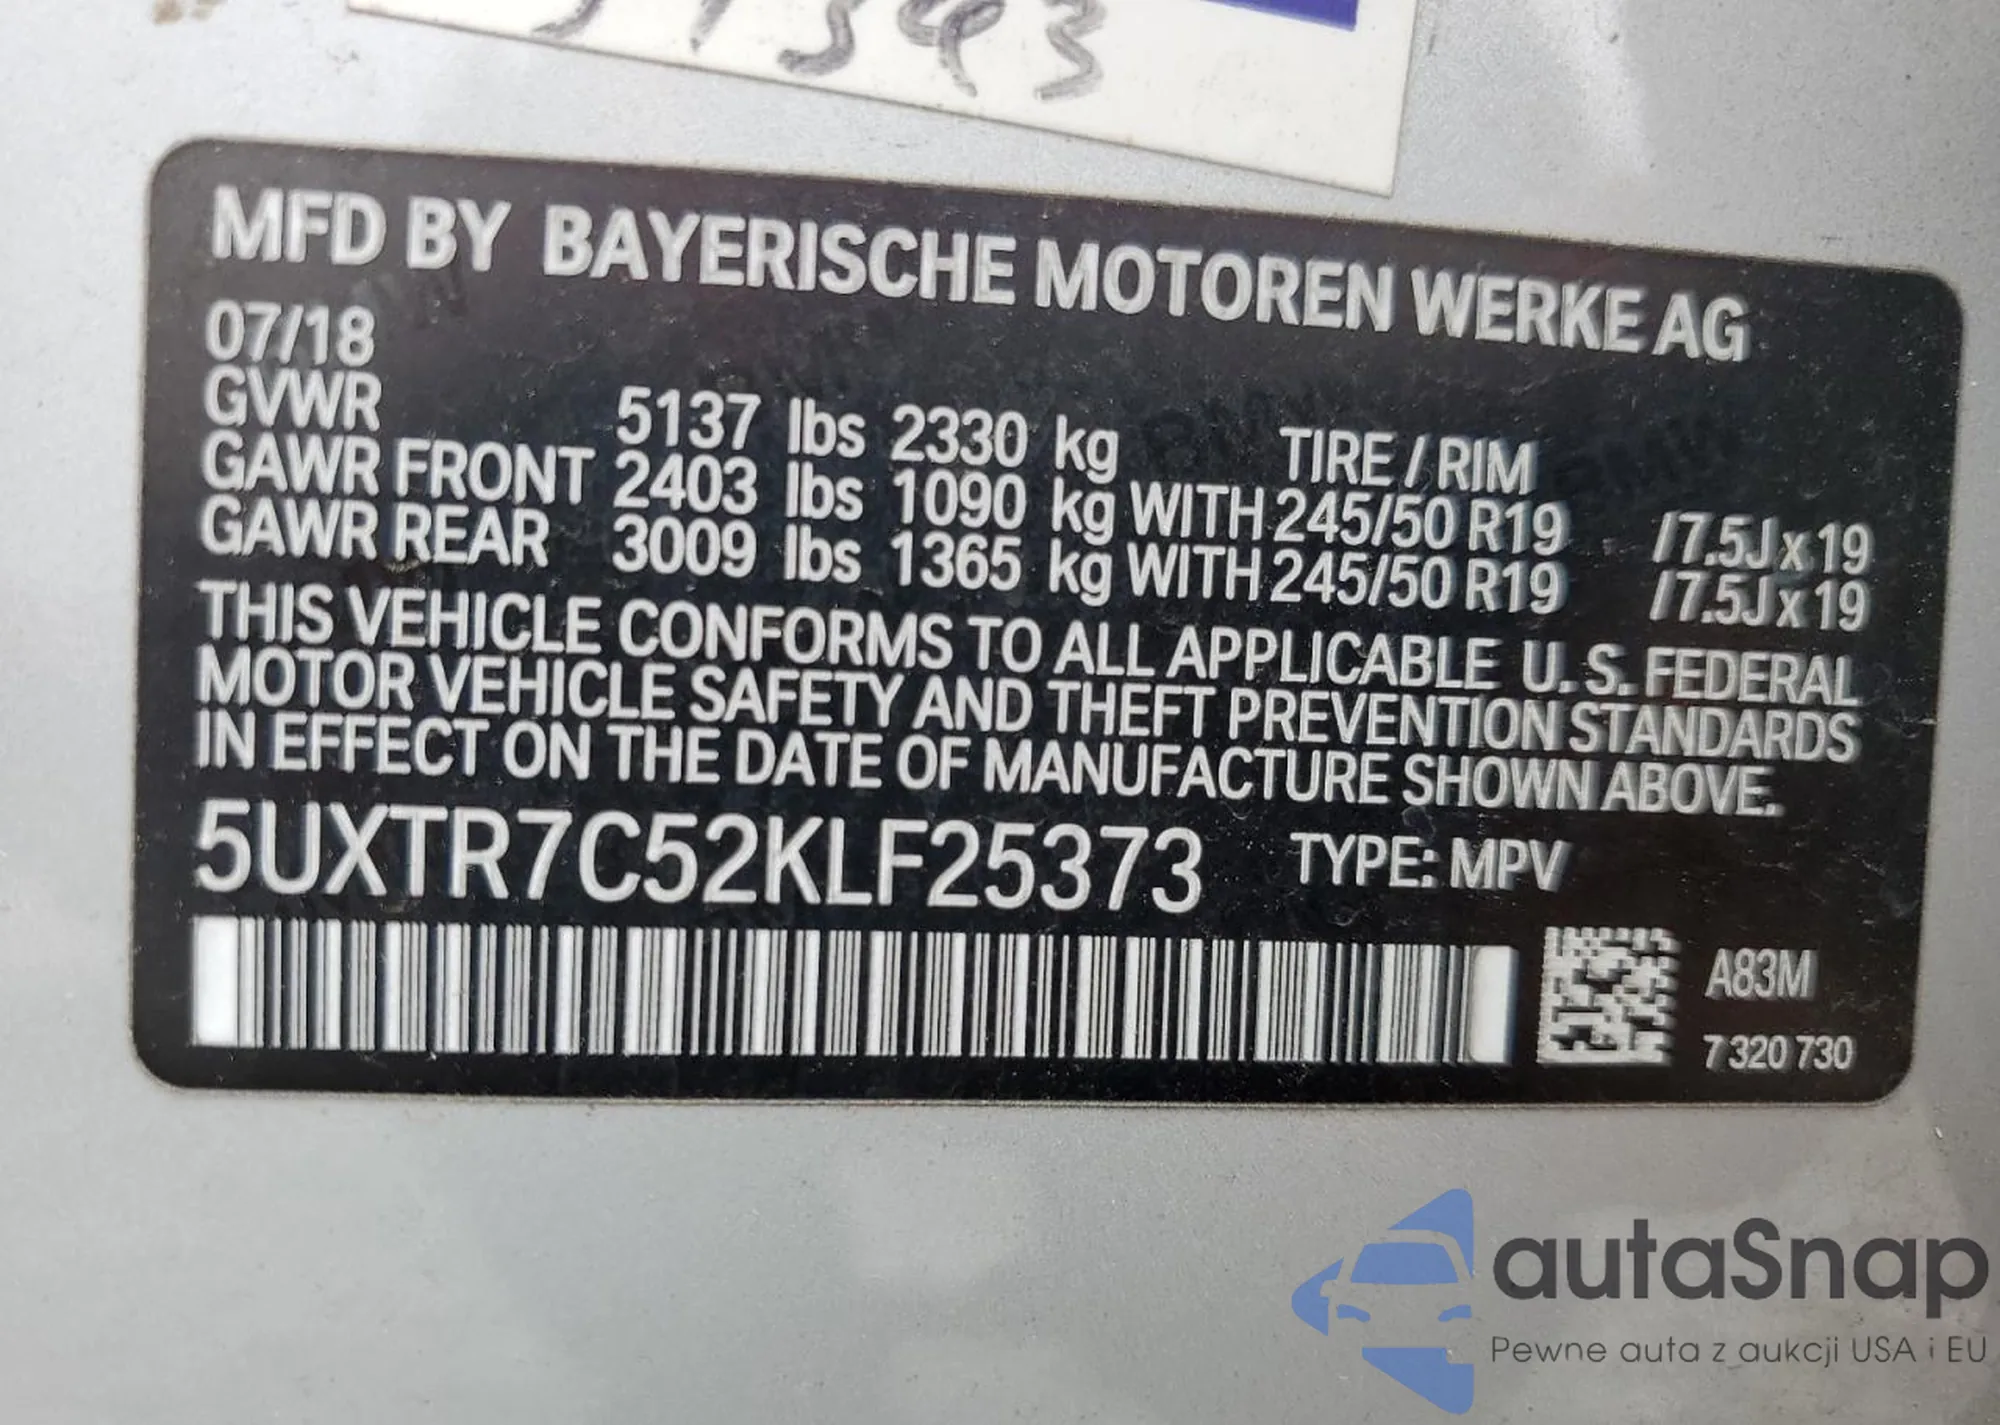 MFD BY BAYERISCHE MOTOREN WERKE AG
07/18
GVWR 5137 lbs 2330 kg TIRE / RIM
GAWR FRONT 2403 lbs 1090 kg WITH 245/50 R19 /7.5J x 19
GAWR REAR 3009 lbs 1365 kg WITH 245/50 R19 /7.5J x 19
THIS VEHICLE CONFORMS TO ALL APPLICABLE U.S. FEDERAL
MOTOR VEHICLE SAFETY AND THEFT PREVENTION STANDARDS
IN EFFECT ON THE DATE OF MANUFACTURE SHOWN ABOVE.
5UXTR7C52KLF25373 TYPE: MPV
A83M
7 320 730
autaSnap
Pewne auta z aukcji USA i EU